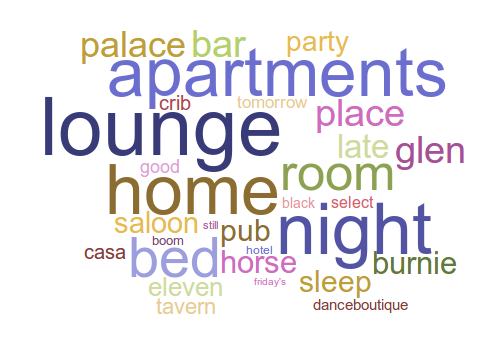 palace bar party
apartments
crib tomorrow
lounge place
late glen
good room
home black select
saloon still pub night
boom hotel
casa bed horse burnie
friday's
eleven sleep
tavern danceboutique